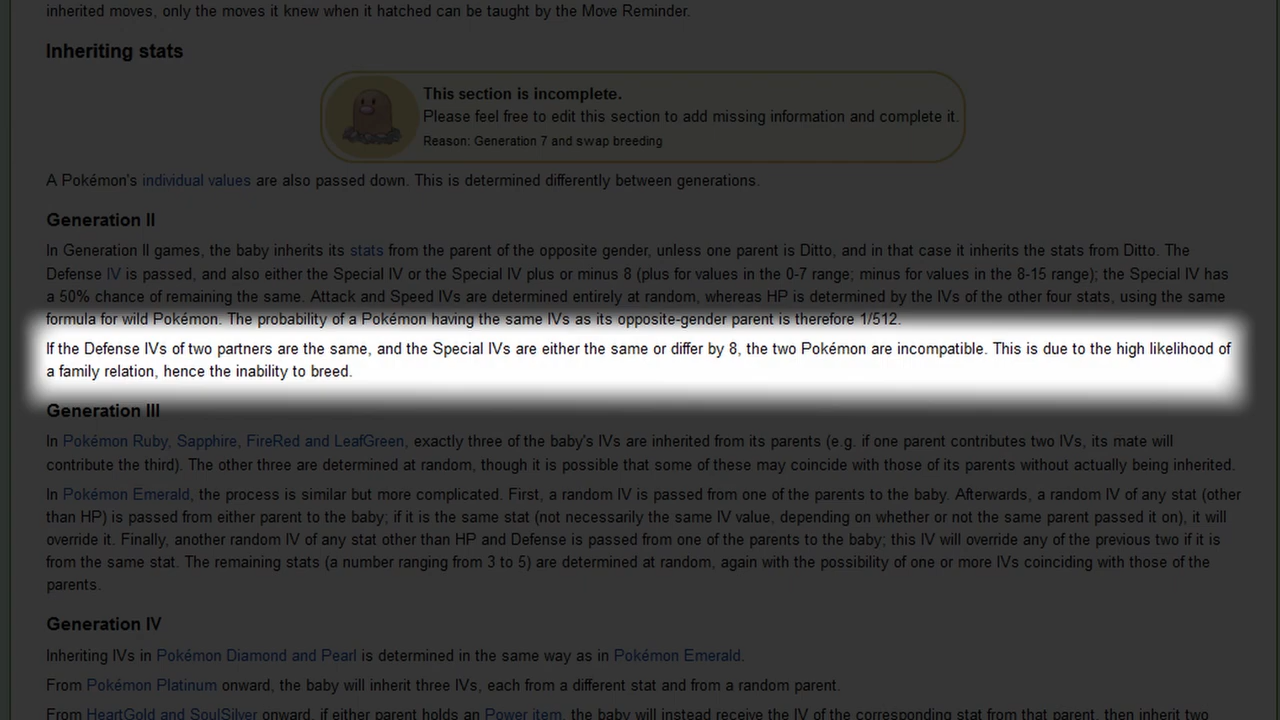 inherited moves, only the moves it knew when it hatched can be taught by the Move Reminder.
Inheriting stats
This section is incomplete.
Please feel free to edit this section to add missing information and complete it.
Reason: Generation 7 and swap breeding
A Pokémon's individual values are also passed down. This is determined differently between generations.
Generation II
In Generation II games, the baby inherits its stats from the parent of the opposite gender, unless one parent is Ditto, and in that case it inherits the stats from Ditto. The
Defense IV is passed, and also either the Special IV or the Special IV plus or minus 8 (plus for values in the 0-7 range; minus for values in the 8-15 range); the Special IV has
a 50% chance of remaining the same. Attack and Speed IVs are determined entirely at random, whereas HP is determined by the IVs of the other four stats, using the same
formula for wild Pokémon. The probability of a Pokémon having the same IVs as its opposite-gender parent is therefore 1/512.
If the Defense IVs of two partners are the same, and the Special IVs are either the same or differ by 8, the two Pokémon are incompatible. This is due to the high likelihood of
a family relation, hence the inability to breed.
Generation III
In Pokémon Ruby, Sapphire, FireRed and LeafGreen, exactly three of the baby's IVs are inherited from its parents (e.g. if one parent contributes two IVs, its mate will
contribute the third). The other three are determined at random, though it is possible that some of these may coincide with those of its parents without actually being inherited.
In Pokémon Emerald, the process is similar but more complicated. First, a random IV is passed from one of the parents to the baby. Afterwards, a random IV of any stat (other
than HP) is passed from either parent to the baby; if it is the same stat (not necessarily the same IV value, depending on whether or not the same parent passed it on), it will
override it. Finally, another random IV of any stat other than HP and Defense is passed from one of the parents to the baby; this IV will override any of the previous two if it is
from the same stat. The remaining stats (a number ranging from 3 to 5) are determined at random, again with the possibility of one or more IVs coinciding with those of the
parents.
Generation IV
Inheriting IVs in Pokémon Diamond and Pearl is determined in the same way as in Pokémon Emerald.
From Pokémon Platinum onward, the baby will inherit three IVs, each from a different stat and from a random parent.
From HeartGold and SoulSilver onward, if either parent holds an Power item, the baby will instead receive the IV of the corresponding stat from that parent, then inherit two